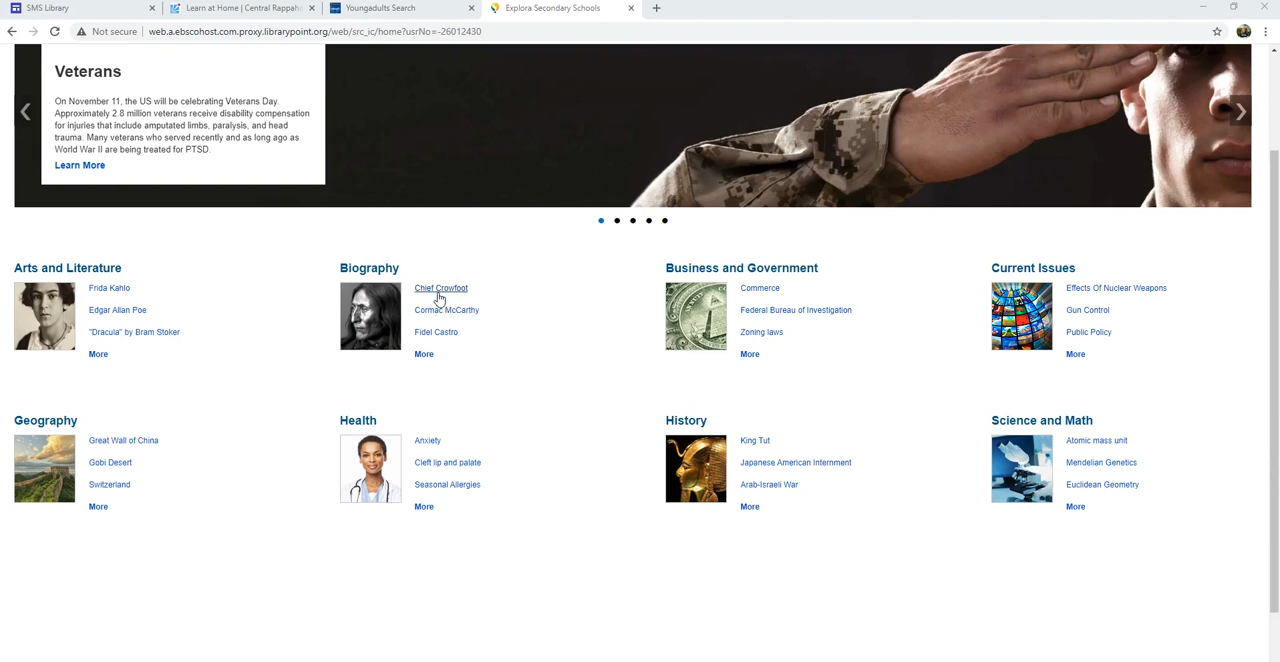 SMS Library
Learn at Home | Central Rappaha
Youngadults Search
Explora Secondary Schools
Not secure | web.a.ebscohost.com.proxy.librarypoint.org/web/src_ic/home?usrNo=-26012430
Veterans
On November 11, the US will be celebrating Veterans Day.
Approximately 2.8 million veterans receive disability compensation
for injuries that include amputated limbs, paralysis, and head
trauma. Many veterans who served recently and as long ago as
World War II are being treated for PTSD.
Learn More
Arts and Literature
Frida Kahlo
Edgar Allan Poe
"Dracula" by Bram Stoker
More
Biography
Chief Crowfoot
Cormac McCarthy
Fidel Castro
More
Business and Government
Commerce
Federal Bureau of Investigation
Zoning laws
More
Current Issues
Effects Of Nuclear Weapons
Gun Control
Public Policy
More
Geography
Great Wall of China
Gobi Desert
Switzerland
More
Health
Anxiety
Cleft lip and palate
Seasonal Allergies
More
History
King Tut
Japanese American Internment
Arab-Israeli War
More
Science and Math
Atomic mass unit
Mendelian Genetics
Euclidean Geometry
More